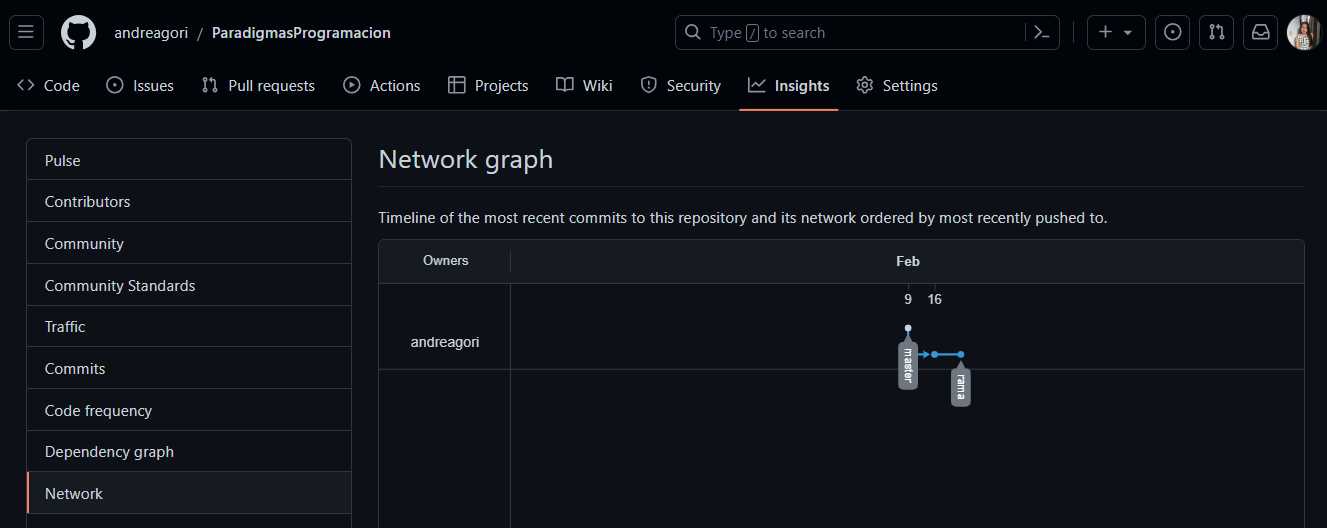 andreagori / ParadigmasProgramacion
Type / to search
Code Issues Pull requests Actions Projects Wiki Security Insights Settings
Pulse
Contributors
Community
Community Standards
Traffic
Commits
Code frequency
Dependency graph
Network
Network graph
Timeline of the most recent commits to this repository and its network ordered by most recently pushed to.
Owners Feb
9 16
andreagori
master
rama